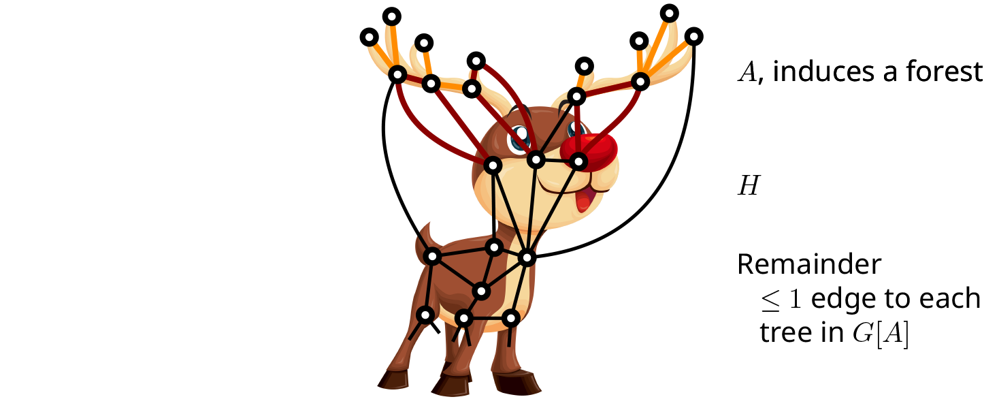 A, induces a forest
H
Remainder
≤ 1 edge to each
tree in G[A]